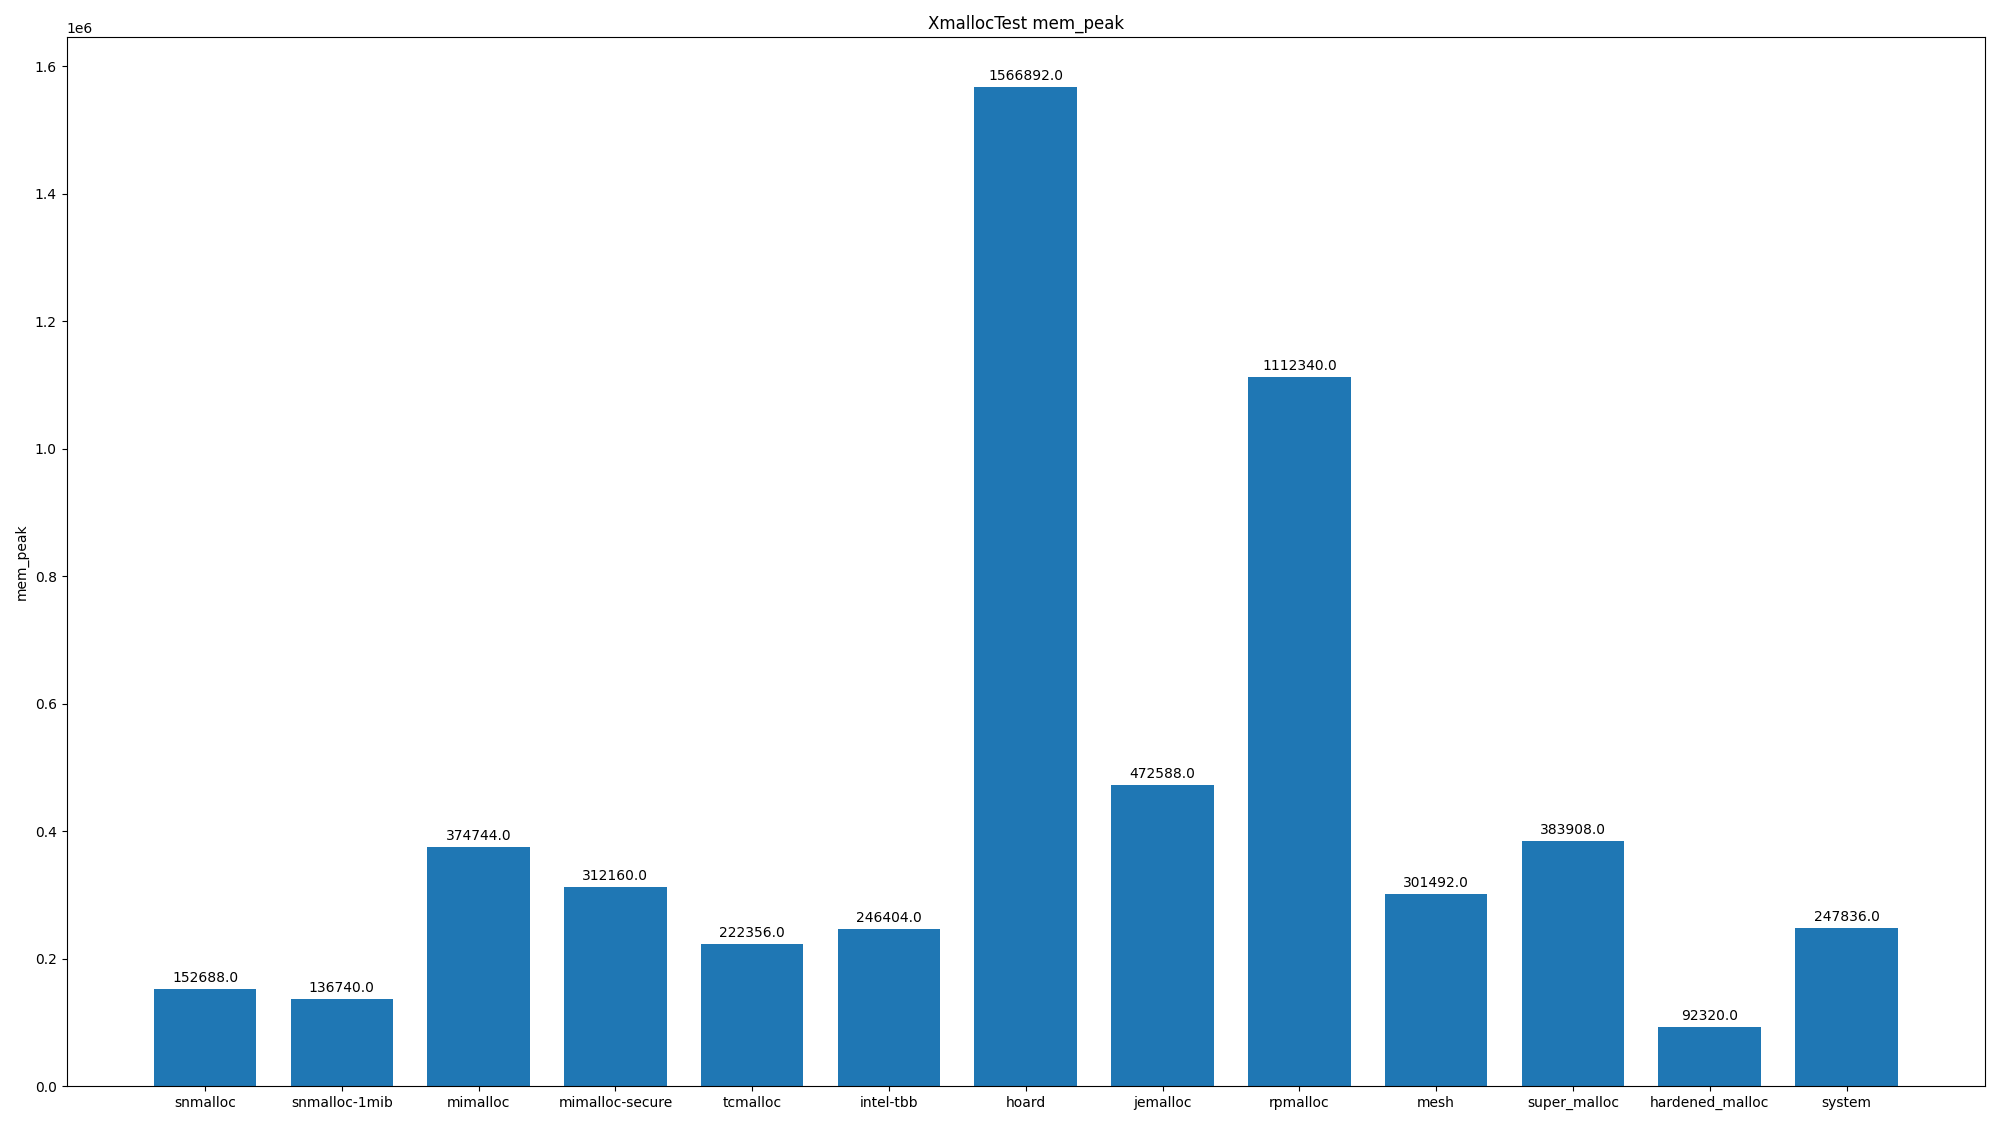 XmallocTest mem_peak
1e6
1.6
1.4
1.2
1.0
0.8
0.6
0.4
0.2
0.0
mem_peak
152688.0
136740.0
374744.0
312160.0
222356.0
246404.0
1566892.0
472588.0
1112340.0
301492.0
383908.0
92320.0
247836.0
snmalloc
snmalloc-1mib
mimalloc
mimalloc-secure
tcmalloc
intel-tbb
hoard
jemalloc
rpmalloc
mesh
super_malloc
hardened_malloc
system